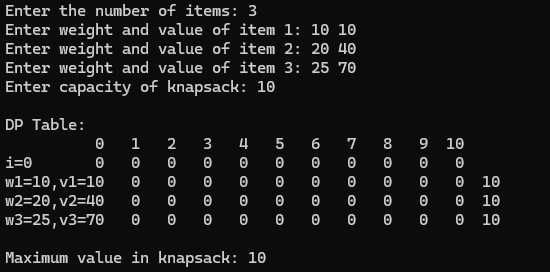 Enter the number of items: 3
Enter weight and value of item 1: 10 10
Enter weight and value of item 2: 20 40
Enter weight and value of item 3: 25 70
Enter capacity of knapsack: 10
DP Table:
0 1 2 3 4 5 6 7 8 9 10
i=0 0 0 0 0 0 0 0 0 0 0 0
w1=10,v1=10 0 0 0 0 0 0 0 0 0 0 10
w2=20,v2=40 0 0 0 0 0 0 0 0 0 0 10
w3=25,v3=70 0 0 0 0 0 0 0 0 0 0 10
Maximum value in knapsack: 10